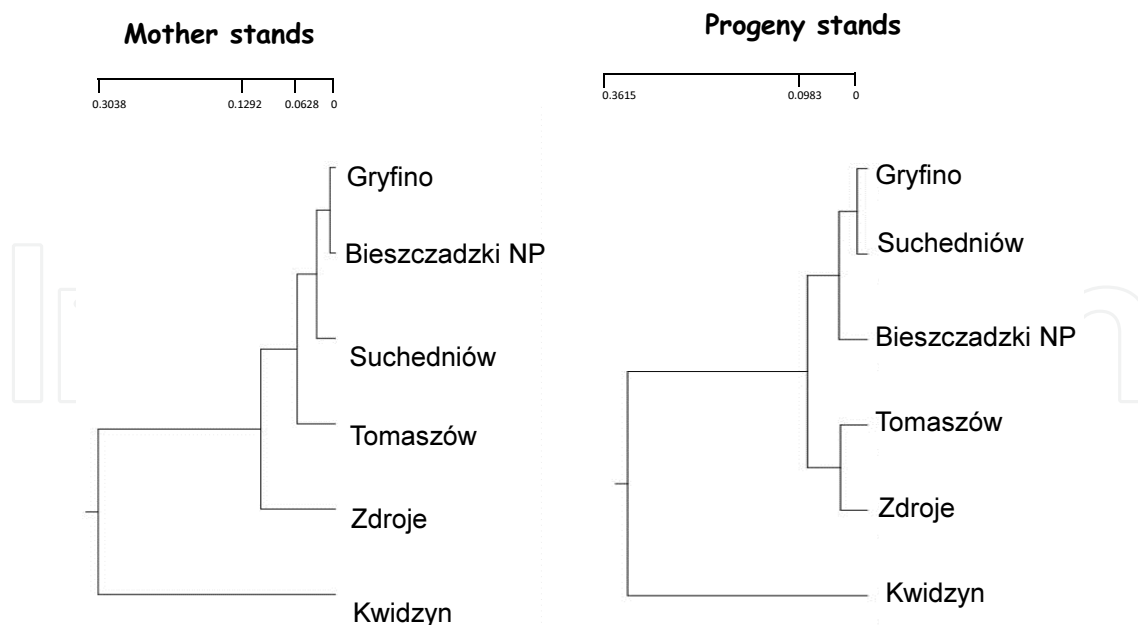 Mother stands
0.3038 0.1292 0.0628 0
Gryfino
Bieszczadzki NP
Suchedniów
Tomaszów
Zdroje
Kwidzyn
Progeny stands
0.3615 0.0983 0
Gryfino
Suchedniów
Bieszczadzki NP
Tomaszów
Zdroje
Kwidzyn